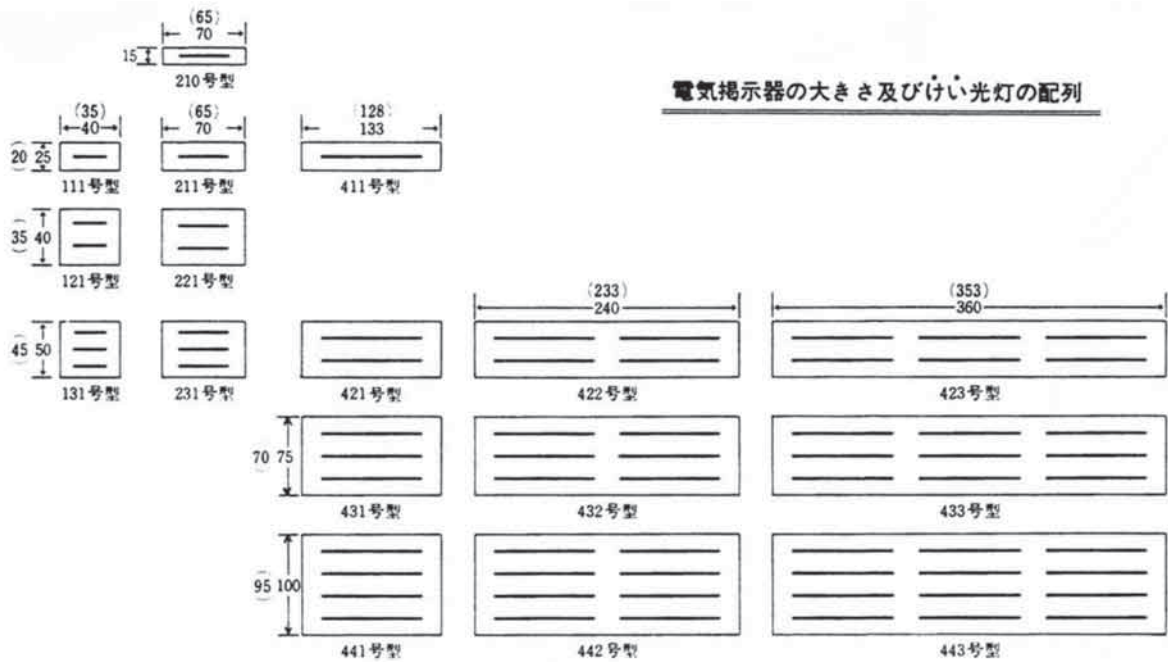 (65)
70
15
210号型
電気掲示器の大きさ及びけい光灯の配列
(35)
40
(65)
70
(128)
133
(20) 25
111号型
211号型
411号型
(35) 40
121号型
221号型
(233)
240
(353)
360
(45) 50
131号型
231号型
421号型
422号型
423号型
(70) 75
431号型
432号型
433号型
(95) 100
441号型
442号型
443号型